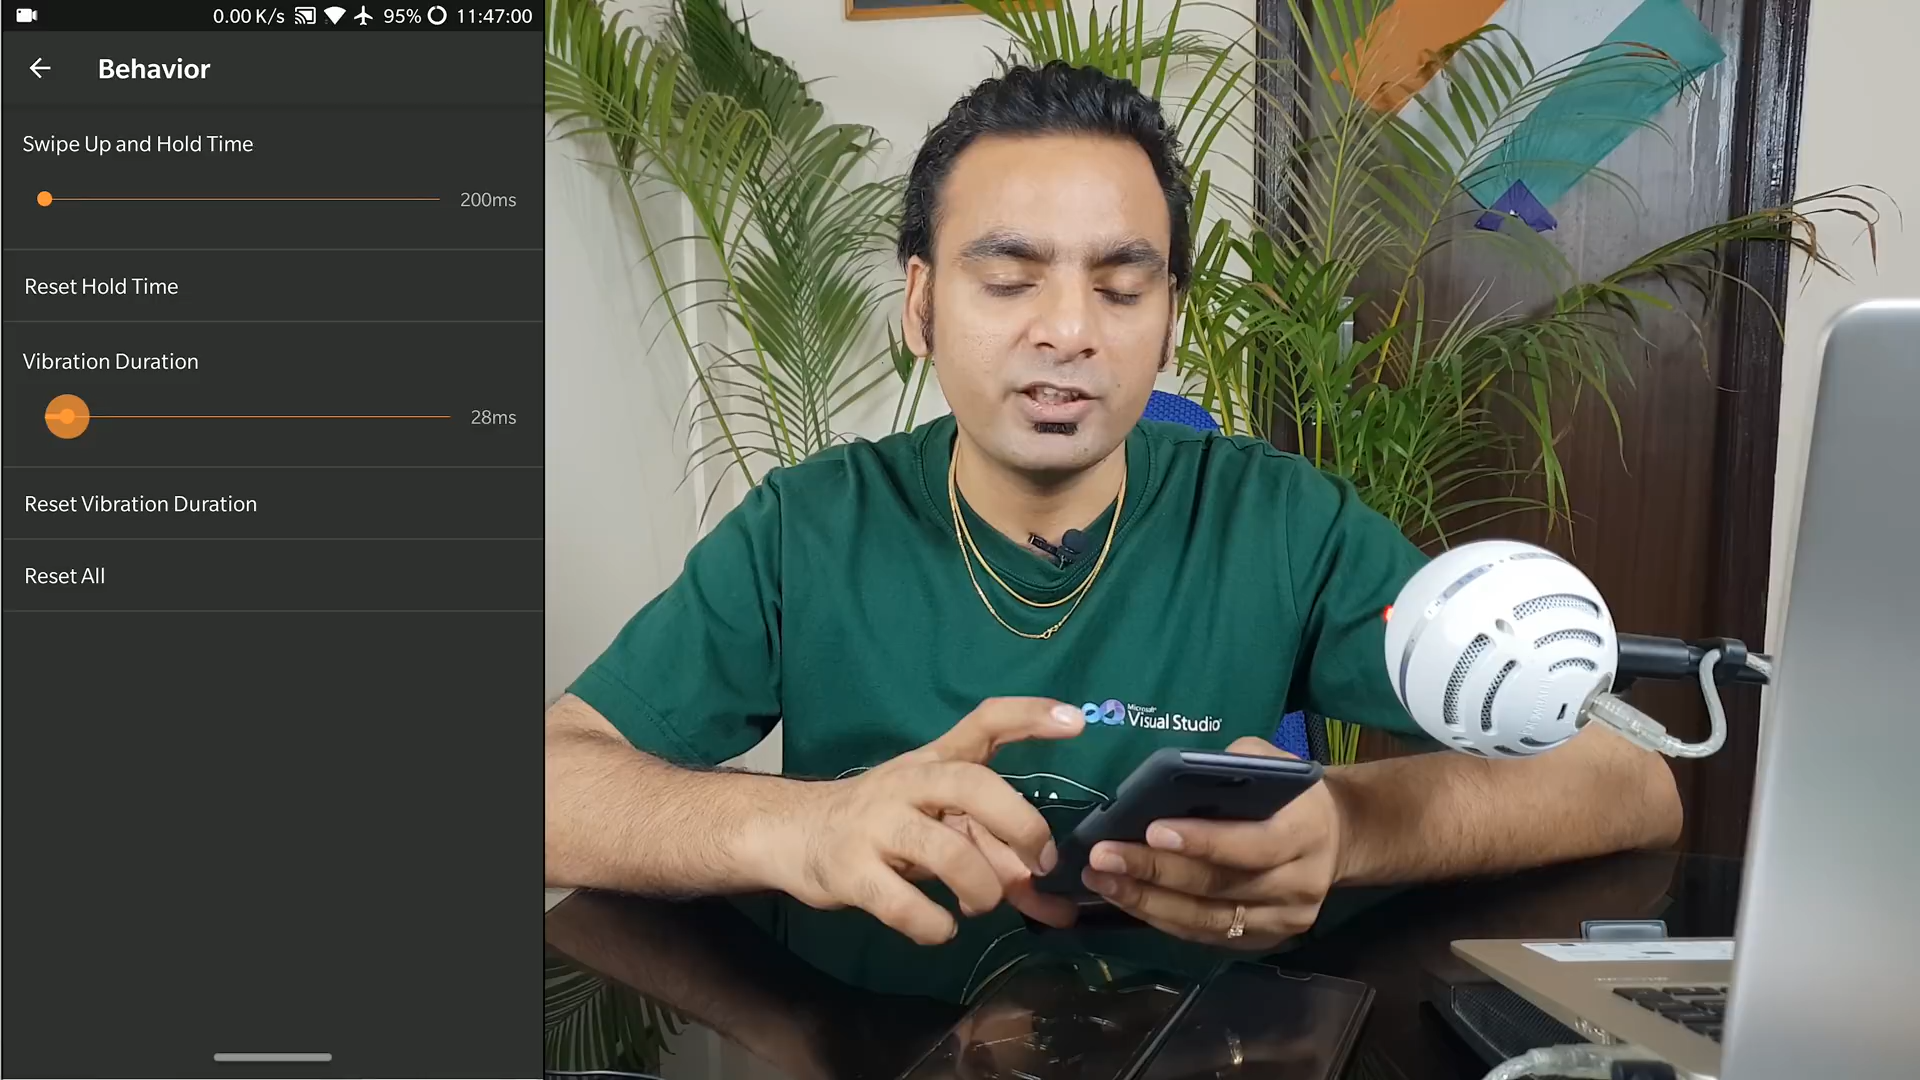 0.00 K/s 95% 11:47:00
Behavior
Swipe Up and Hold Time
200ms
Reset Hold Time
Vibration Duration
28ms
Reset Vibration Duration
Reset All
Microsoft
Visual Studio